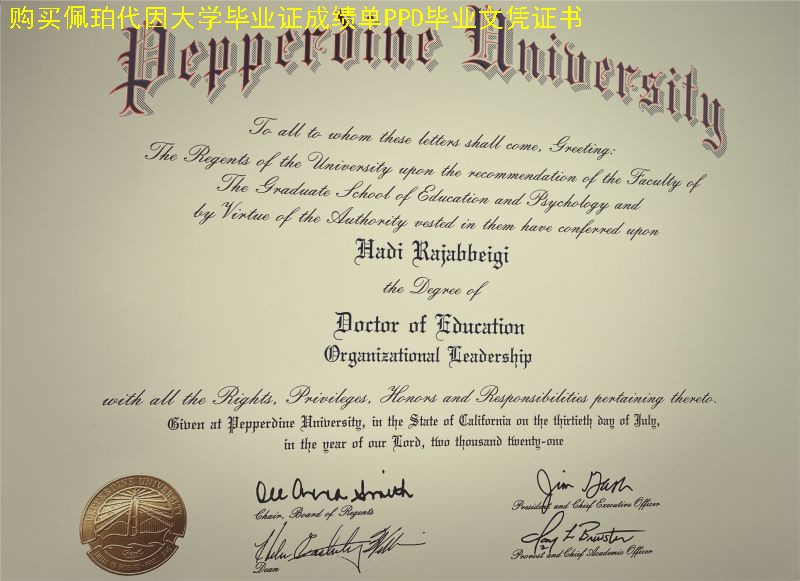 购买佩珀代因大学毕业证成绩单PPD毕业文凭证书
Pepperdine University
To all to whom these letters shall come, Greeting:
The Regents of the University upon the recommendation of the Faculty of
The Graduate School of Education and Psychology and
by Virtue of the Authority vested in them have conferred upon
Hadi Rajabbeigi
the Degree of
Doctor of Education
Organizational Leadership
with all the Rights, Privileges, Honors and Responsibilities pertaining thereto.
Given at Pepperdine University, in the State of California on the thirtieth day of July,
in the year of our Lord, two thousand twenty-one
Chair, Board of Regents
President and Chief Executive Officer
Dean
Provost and Chief Academic Officer
PEPPERDINE UNIVERSITY